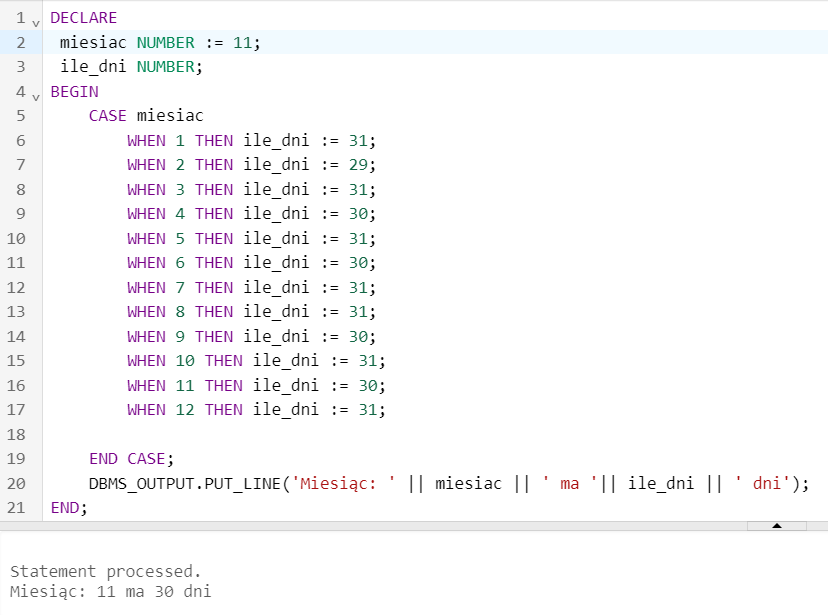 1 DECLARE
2 miesiac NUMBER := 11;
3 ile_dni NUMBER;
4 BEGIN
5 CASE miesiac
6 WHEN 1 THEN ile_dni := 31;
7 WHEN 2 THEN ile_dni := 29;
8 WHEN 3 THEN ile_dni := 31;
9 WHEN 4 THEN ile_dni := 30;
10 WHEN 5 THEN ile_dni := 31;
11 WHEN 6 THEN ile_dni := 30;
12 WHEN 7 THEN ile_dni := 31;
13 WHEN 8 THEN ile_dni := 31;
14 WHEN 9 THEN ile_dni := 30;
15 WHEN 10 THEN ile_dni := 31;
16 WHEN 11 THEN ile_dni := 30;
17 WHEN 12 THEN ile_dni := 31;
18
19 END CASE;
20 DBMS_OUTPUT.PUT_LINE('Miesiąc: ' || miesiac || ' ma '|| ile_dni || ' dni');
21 END;
Statement processed.
Miesiąc: 11 ma 30 dni